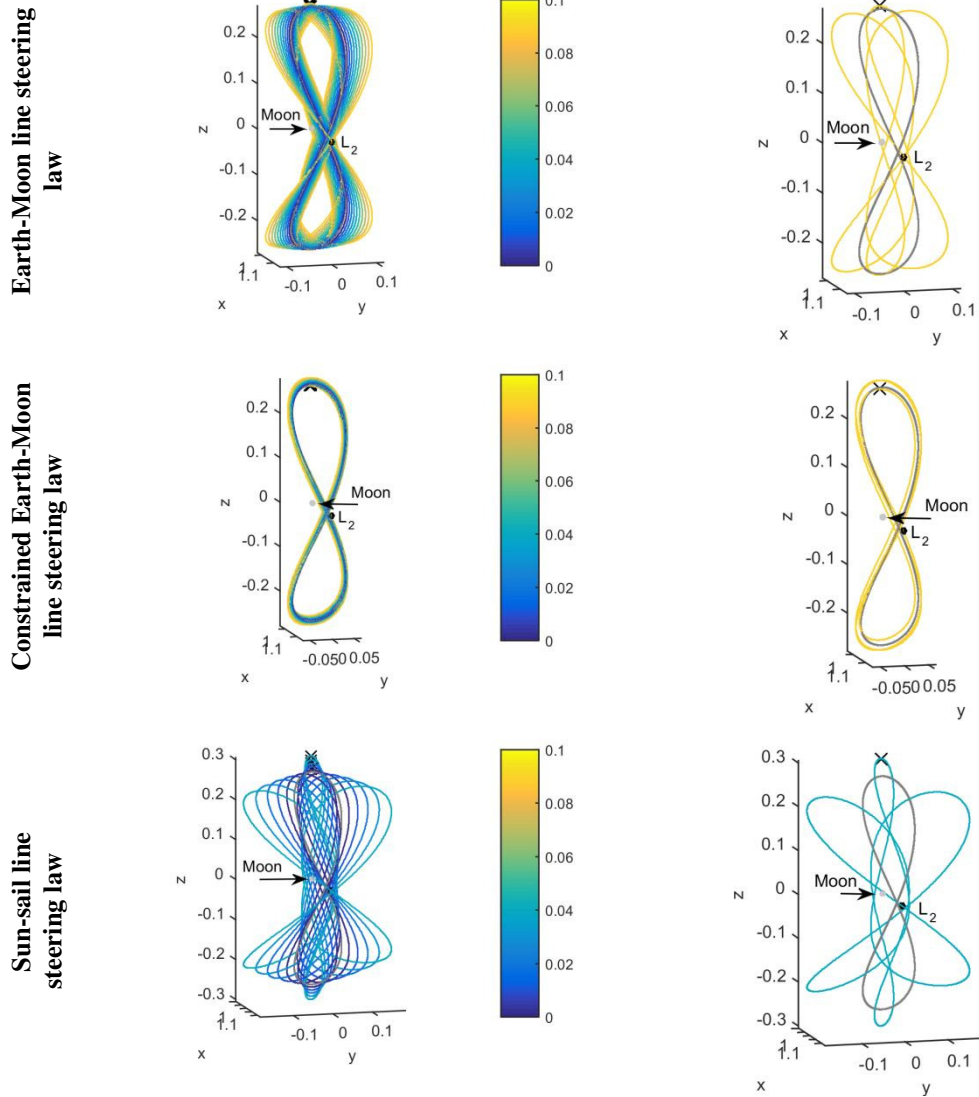 Earth-Moon line steering
law
0.2
0.1
0
-0.1
-0.2
z
Moon
L2
1
1.1
-0.1
0
0.1
x
y
0.1
0.08
0.06
0.04
0.02
0
0.2
0.1
0
-0.1
-0.2
z
Moon
L2
1
1.1
-0.1
0
0.1
x
y
Constrained Earth-Moon
line steering law
0.2
0.1
0
-0.1
-0.2
z
Moon
L2
1
1.1
-0.05
0
0.05
x
y
0.1
0.08
0.06
0.04
0.02
0
0.2
0.1
0
-0.1
-0.2
z
Moon
L2
1
1.1
-0.05
0
0.05
x
y
Sun-sail line
steering law
0.3
0.2
0.1
0
-0.1
-0.2
-0.3
z
Moon
1
1.1
-0.1
0
0.1
x
y
0.1
0.08
0.06
0.04
0.02
0
0.3
0.2
0.1
0
-0.1
-0.2
-0.3
z
Moon
L2
1
1.1
-0.1
0
0.1
x
y